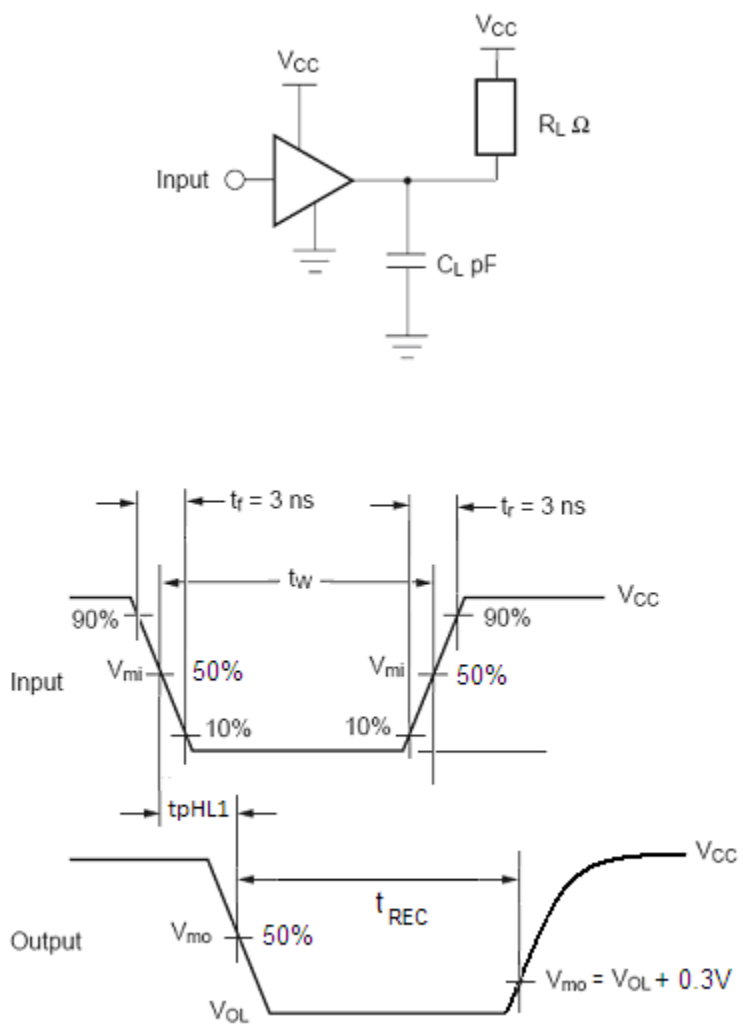 VCC
VCC
RL Ω
Input
CL pF
tf = 3 ns
tr = 3 ns
tW
VCC
90%
90%
Vmi
50%
Vmi
50%
Input
10%
10%
tpHL1
VCC
tREC
Vmo
50%
Output
Vmo = VOL + 0.3V
VOL